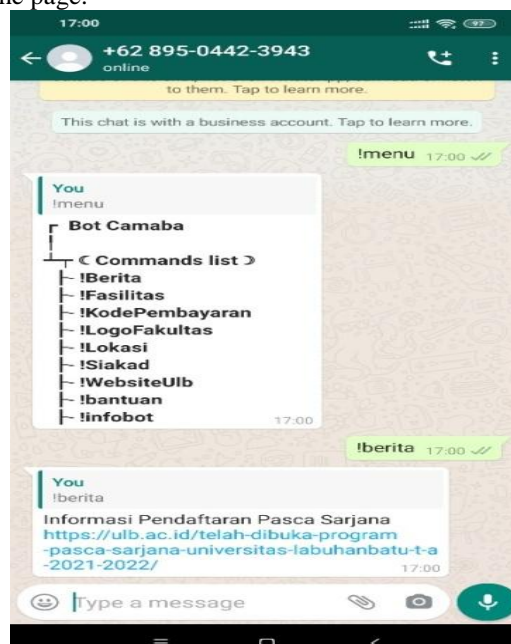 ne page.
17:00
97
+62 895-0442-3943
online
to them. Tap to learn more.
This chat is with a business account. Tap to learn more.
!menu 17:00
You
!menu
Bot Camaba
☾ Commands list ☽
!Berita
!Fasilitas
!KodePembayaran
!LogoFakultas
!Lokasi
!Siakad
!WebsiteUlb
!bantuan
!infobot
17:00
!berita 17:00
You
!berita
Informasi Pendaftaran Pasca Sarjana
https://ulb.ac.id/telah-dibuka-program
-pasca-sarjana-universitas-labuhanbatu-t-a
-2021-2022/
17:00
Type a message